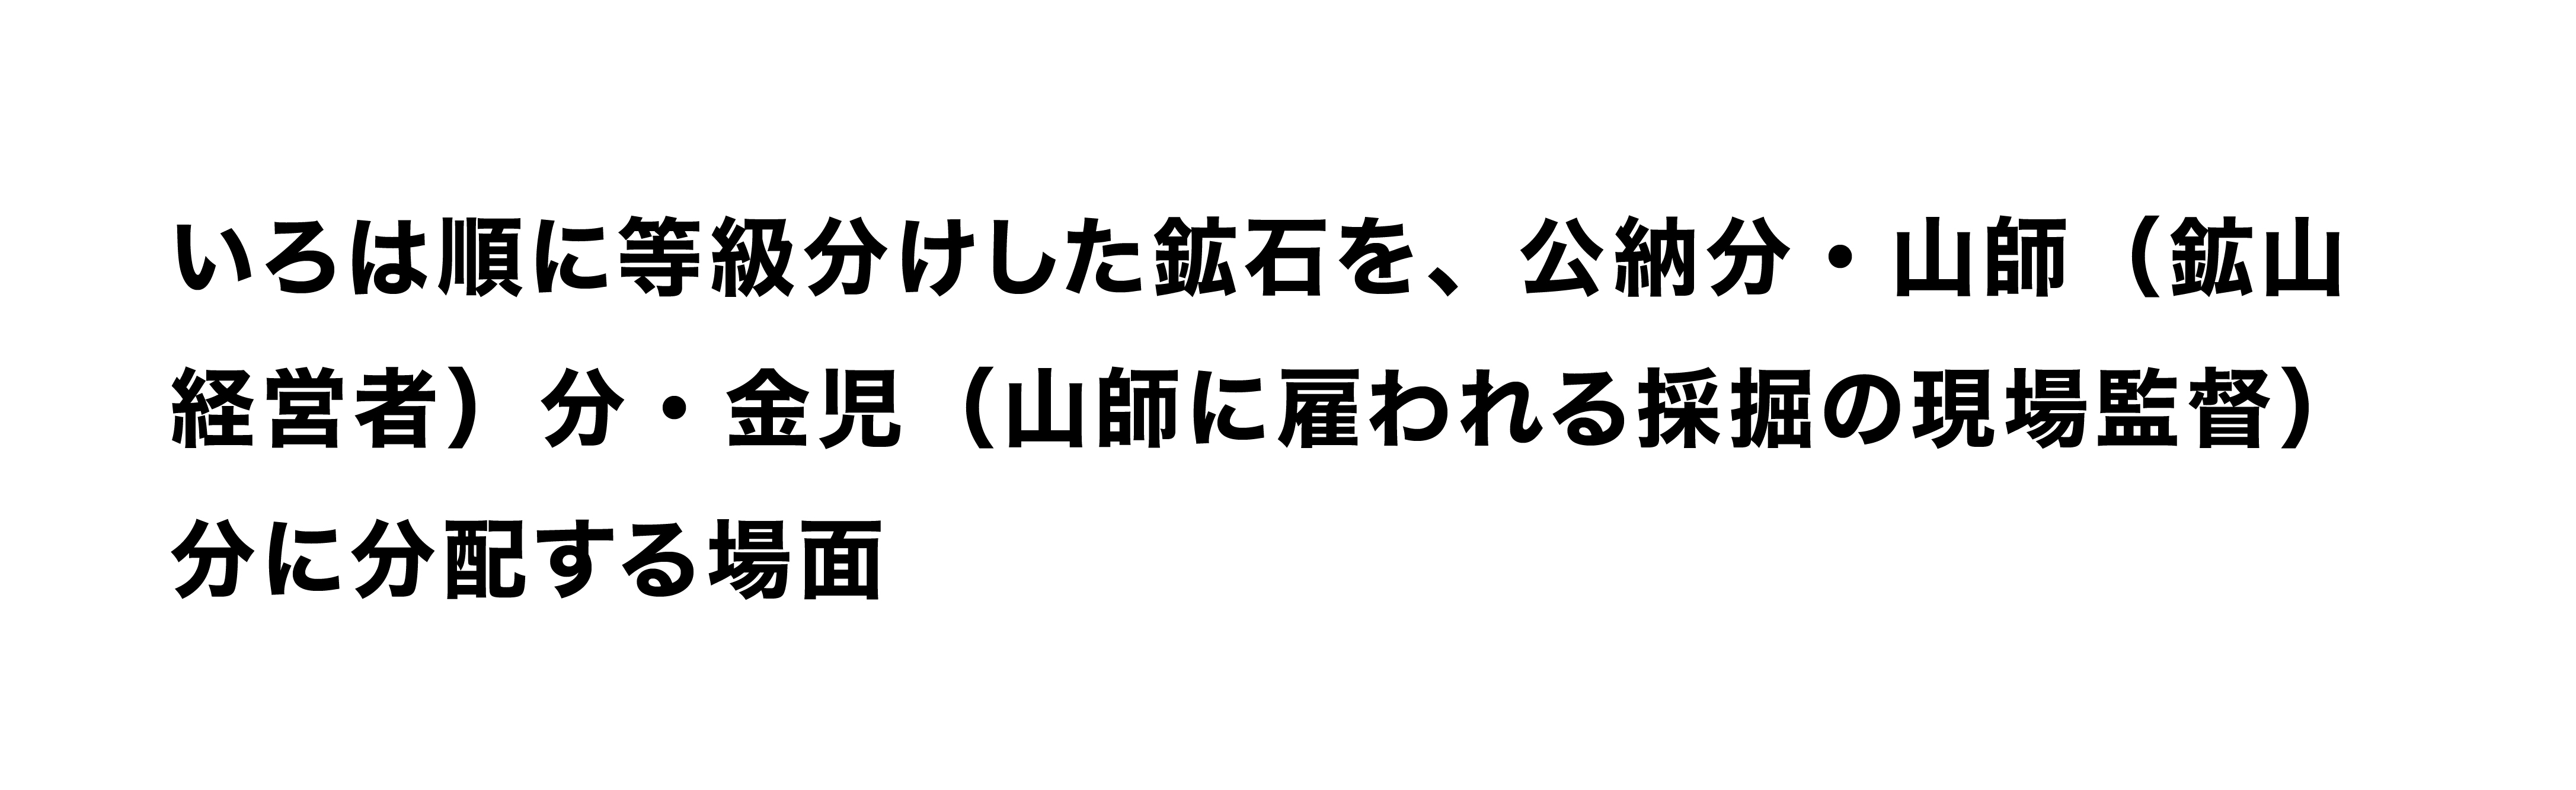 いろは順に等級分けした鉱石を、公納分・山師（鉱山
経営者）分・金児（山師に雇われる採掘の現場監督）
分に分配する場面